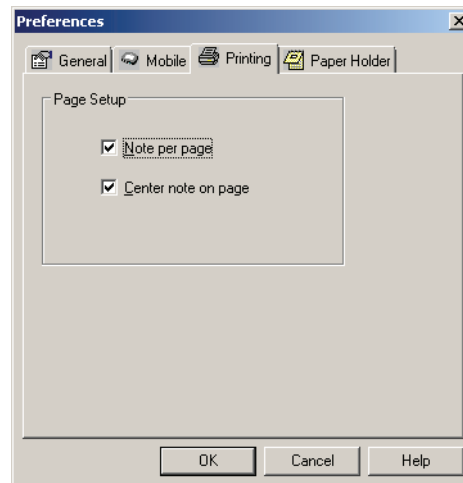 Preferences
General Mobile Printing Paper Holder
Page Setup
Note per page
Center note on page
OK Cancel Help